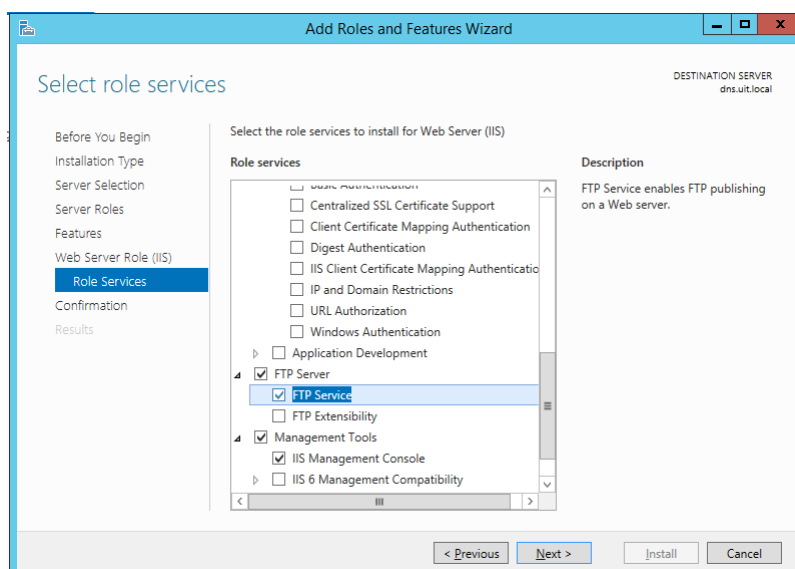 Add Roles and Features Wizard
Select role services
DESTINATION SERVER
dns.uit.local
Before You Begin
Installation Type
Server Selection
Server Roles
Features
Web Server Role (IIS)
Role Services
Confirmation
Results
Select the role services to install for Web Server (IIS)
Role services
Basic Authentication
Centralized SSL Certificate Support
Client Certificate Mapping Authentication
Digest Authentication
IIS Client Certificate Mapping Authenticatio
IP and Domain Restrictions
URL Authorization
Windows Authentication
Application Development
FTP Server
FTP Service
FTP Extensibility
Management Tools
IIS Management Console
IIS 6 Management Compatibility
Description
FTP Service enables FTP publishing
on a Web server.
< Previous
Next >
Install
Cancel